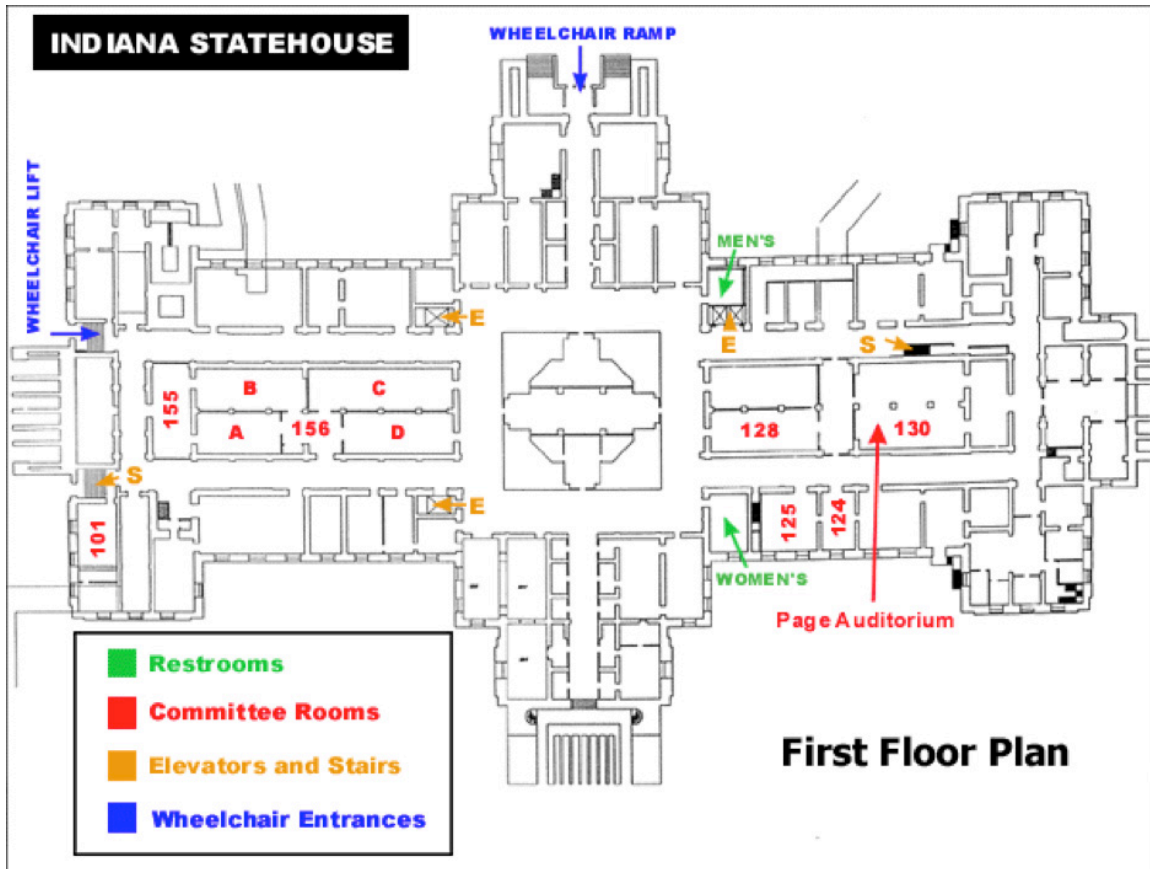 INDIANA STATEHOUSE
WHEELCHAIR RAMP
WHEELCHAIR LIFT
MEN'S
E
E
S
155
B
C
A
156
D
128
130
S
E
101
125
124
WOMEN'S
Page Auditorium
Restrooms
Committee Rooms
Elevators and Stairs
Wheelchair Entrances
First Floor Plan